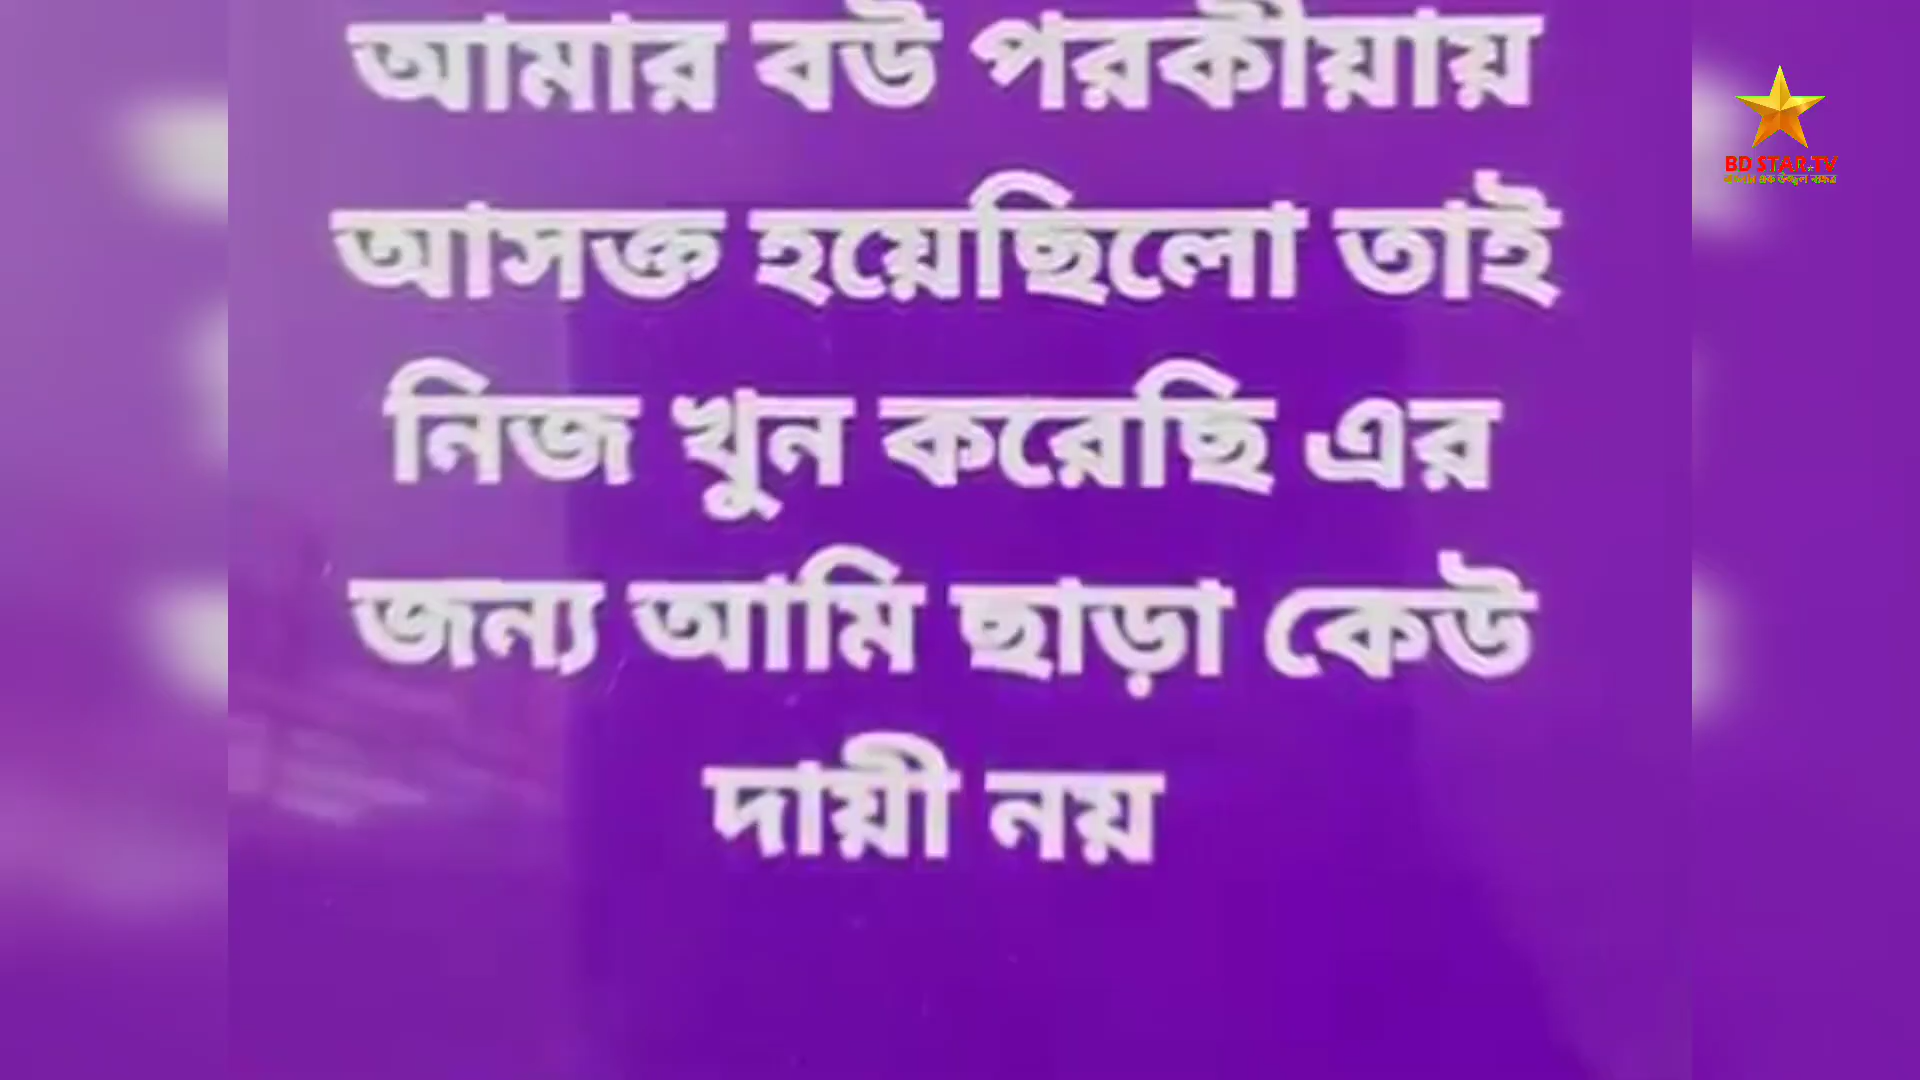 আমার বউ পরকীয়ায়
আসক্ত হয়েছিলো তাই
নিজ খুন করেছি এর
জন্য আমি ছাড়া কেউ
দায়ী নয়
BD STAR.TV